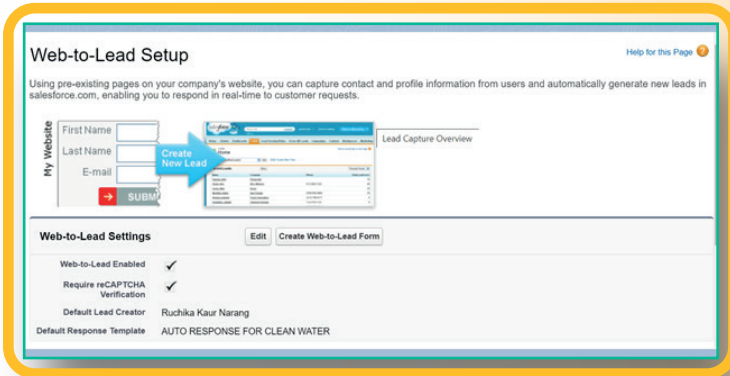 Web-to-Lead Setup
Help for this Page
Using pre-existing pages on your company's website, you can capture contact and profile information from users and automatically generate new leads in
salesforce.com, enabling you to respond in real-time to customer requests.
My Website
First Name
Last Name
E-mail
SUBM
Create
New Lead
Lead Capture Overview
Web-to-Lead Settings
Edit
Create Web-to-Lead Form
Web-to-Lead Enabled
Require reCAPTCHA
Verification
Default Lead Creator
Ruchika Kaur Narang
Default Response Template
AUTO RESPONSE FOR CLEAN WATER